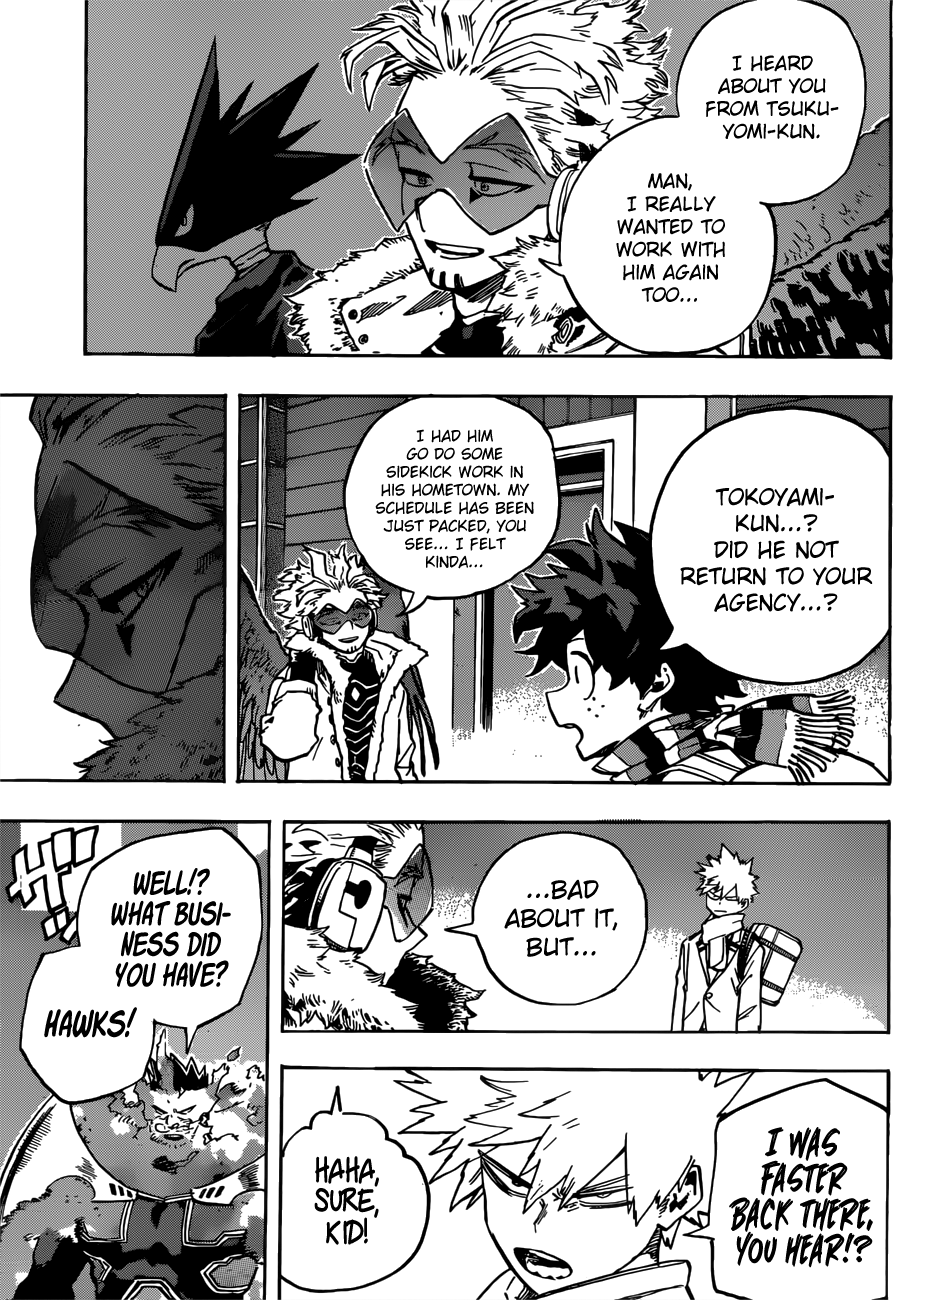 I HEARD
ABOUT YOU
FROM TSUKU-
YOMI-KUN.
MAN,
I REALLY
WANTED TO
WORK WITH
HIM AGAIN
TOO...
TOKOYAMI-
KUN...?
DID HE NOT
RETURN TO YOUR
AGENCY...?
I HAD HIM
GO DO SOME
SIDEKICK WORK IN
HIS HOMETOWN. MY
SCHEDULE HAS BEEN
JUST PACKED, YOU
SEE... I FELT
KINDA...
...BAD
ABOUT IT,
BUT...
I WAS
FASTER
BACK THERE,
YOU HEAR!?
HAHA,
SURE,
KID!
WELL!?
WHAT BUSI-
NESS DID
YOU HAVE?
HAWKS!